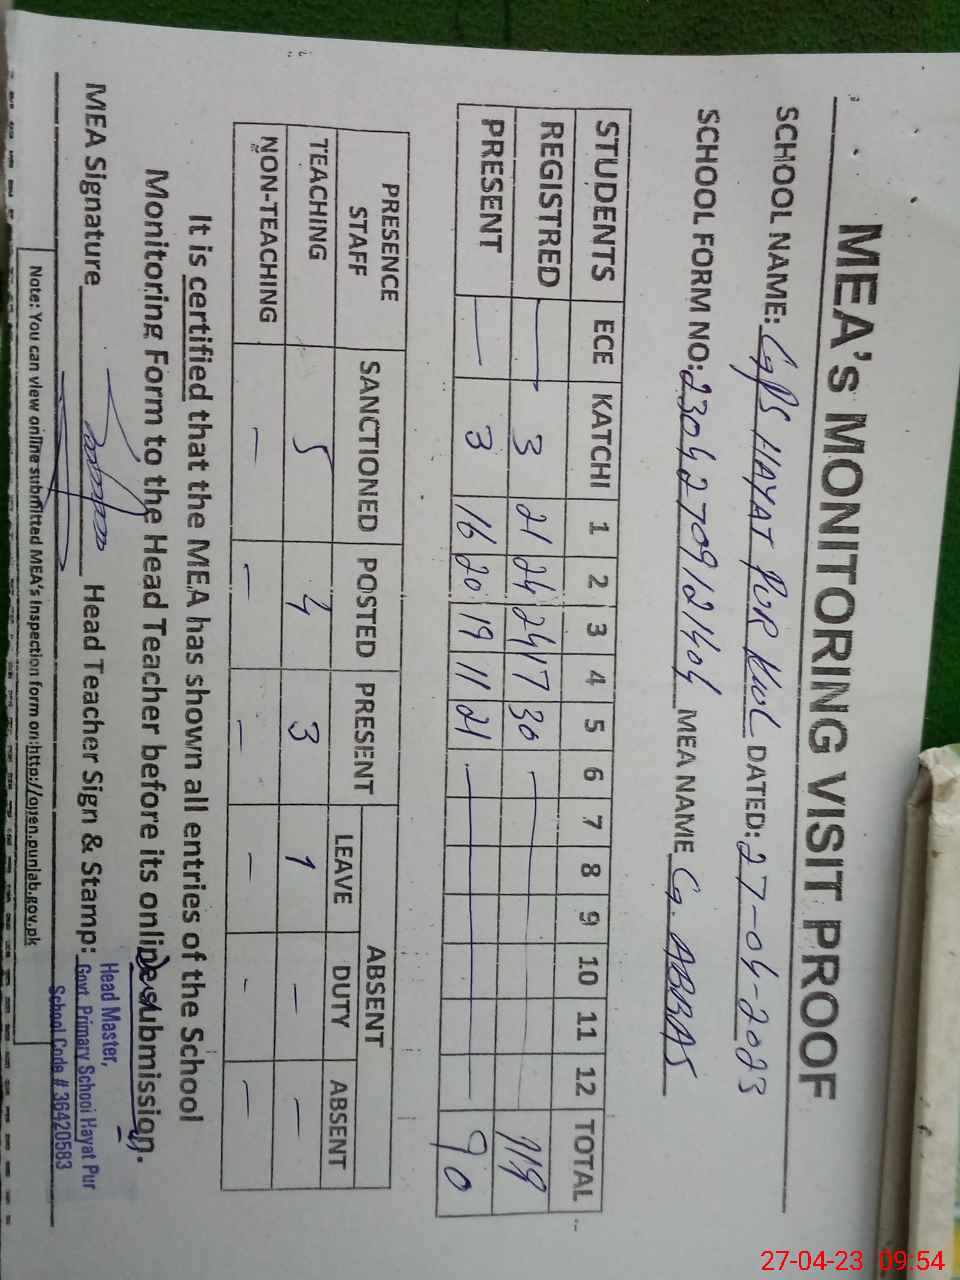 MEA's MONITORING VISIT PROOF
SCHOOL NAME: GPS HAYAT PUR KWL DATED: 27-04-2023
SCHOOL FORM NO: 23042709121404 MEA NAME G. ABBAS
STUDENTS ECE KATCHI 1 2 3 4 5 6 7 8 9 10 11 12 TOTAL
REGISTRED — 3 21 24 24 17 30 — 119
PRESENT — 3 16 20 19 11 21 — 90
PRESENCE STAFF SANCTIONED POSTED PRESENT ABSENT
LEAVE DUTY ABSENT
TEACHING 5 4 3 1 — —
NON-TEACHING — — — — — —
It is certified that the MEA has shown all entries of the School
Monitoring Form to the Head Teacher before its online submission.
MEA Signature Head Teacher Sign & Stamp:
Head Master,
Govt. Primary School Hayat Pur
School Code # 36420583
Note: You can view online submitted MEA's Inspection form on:http://open.punjab.gov.pk
27-04-23 09:54